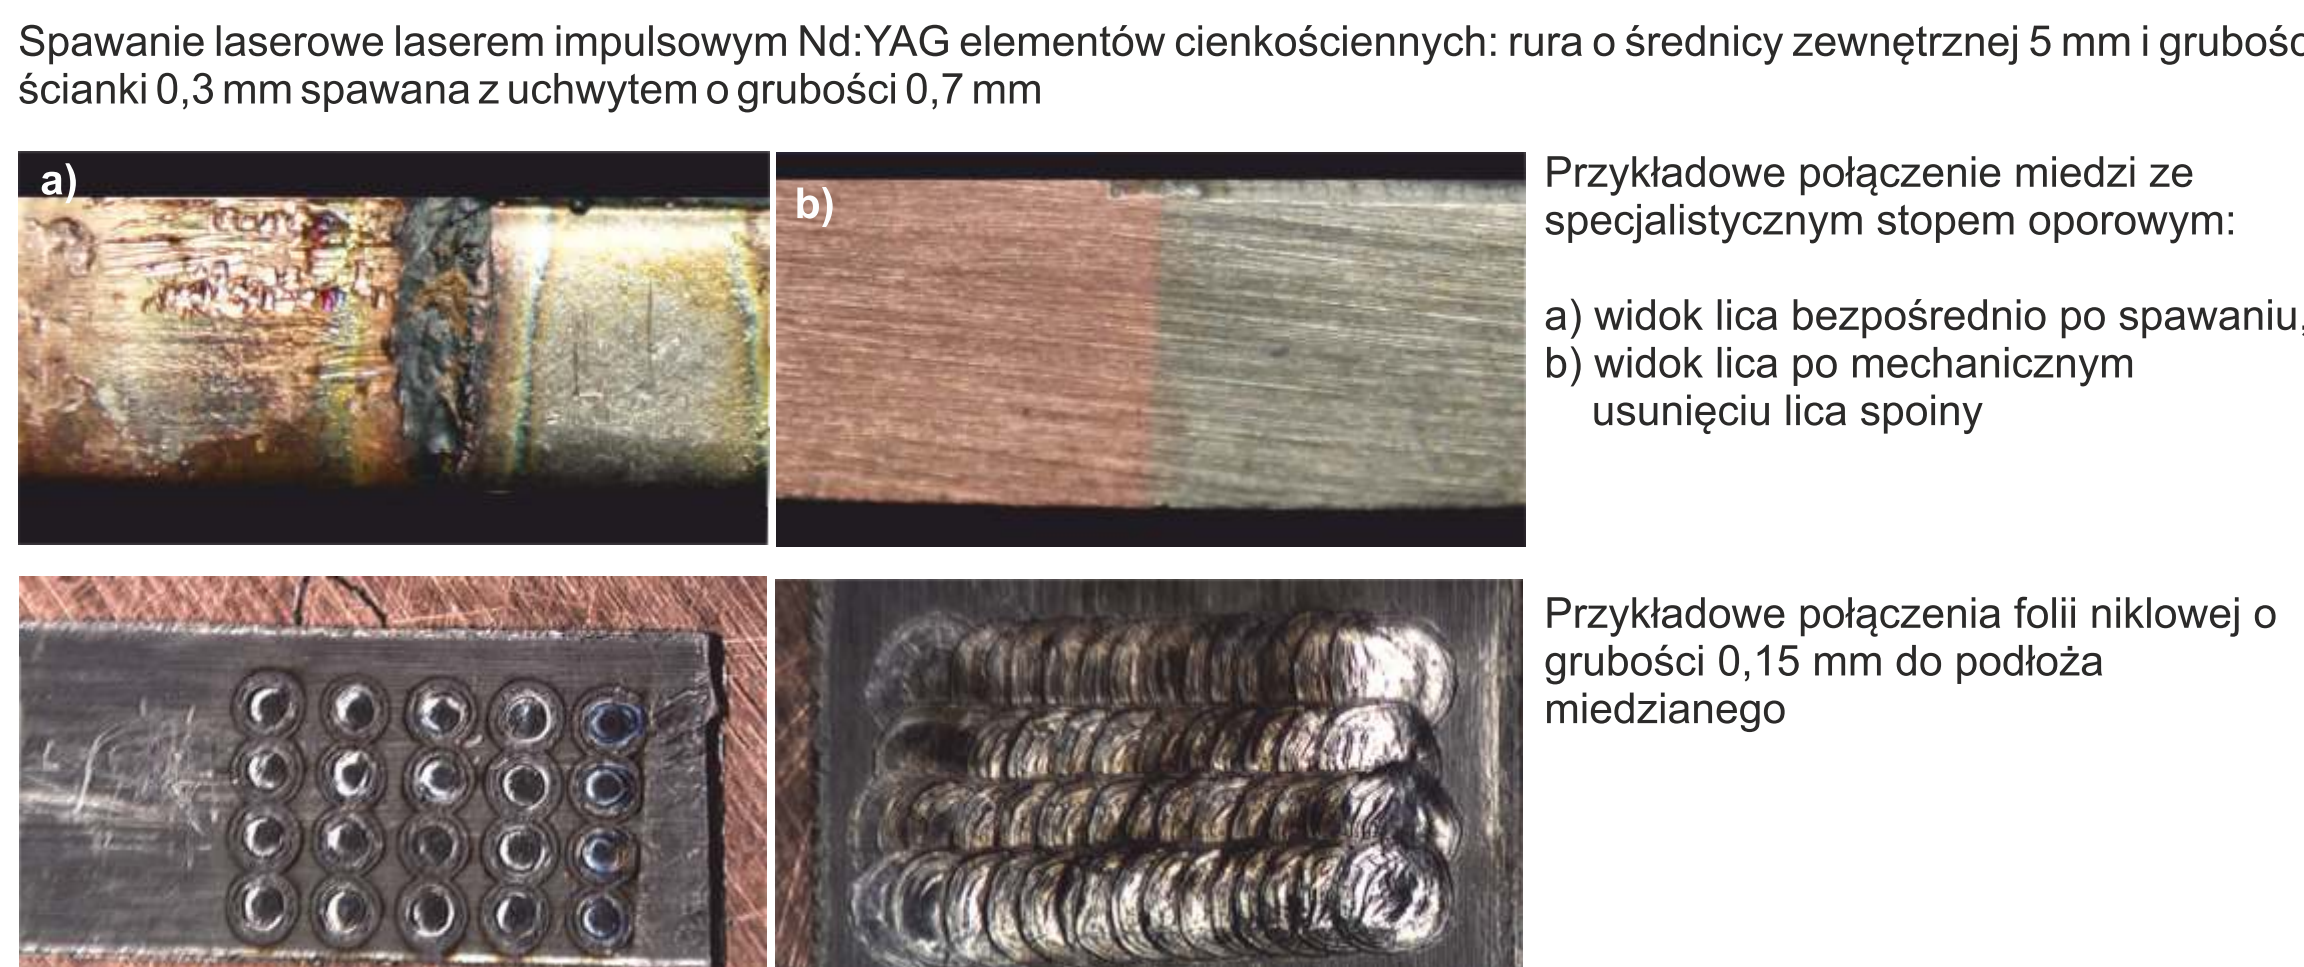 Spawanie laserowe laserem impulsowym Nd:YAG elementów cienkościennych: rura o średnicy zewnętrznej 5 mm i grubośc
ścianki 0,3 mm spawana z uchwytem o grubości 0,7 mm
a)
b)
Przykładowe połączenie miedzi ze
specjalistycznym stopem oporowym:
a) widok lica bezpośrednio po spawaniu,
b) widok lica po mechanicznym
usunięciu lica spoiny
Przykładowe połączenia folii niklowej o
grubości 0,15 mm do podłoża
miedzianego